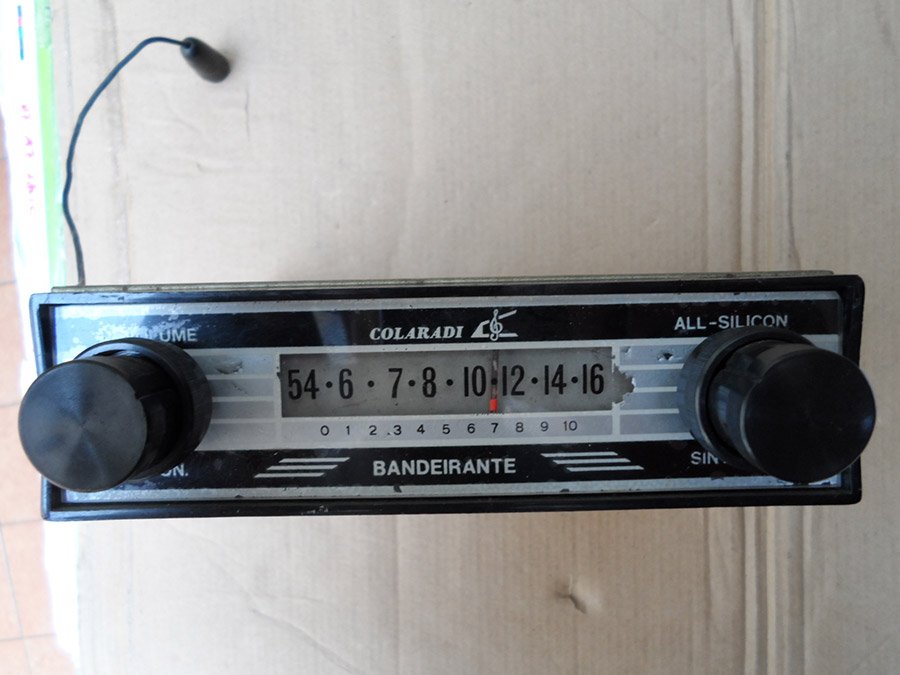 COLARADI
ALL-SILICON
54·6·7·8·10·12·14·16
0 1 2 .3 4 5 6 7 8 9 10
BANDEIRANTE